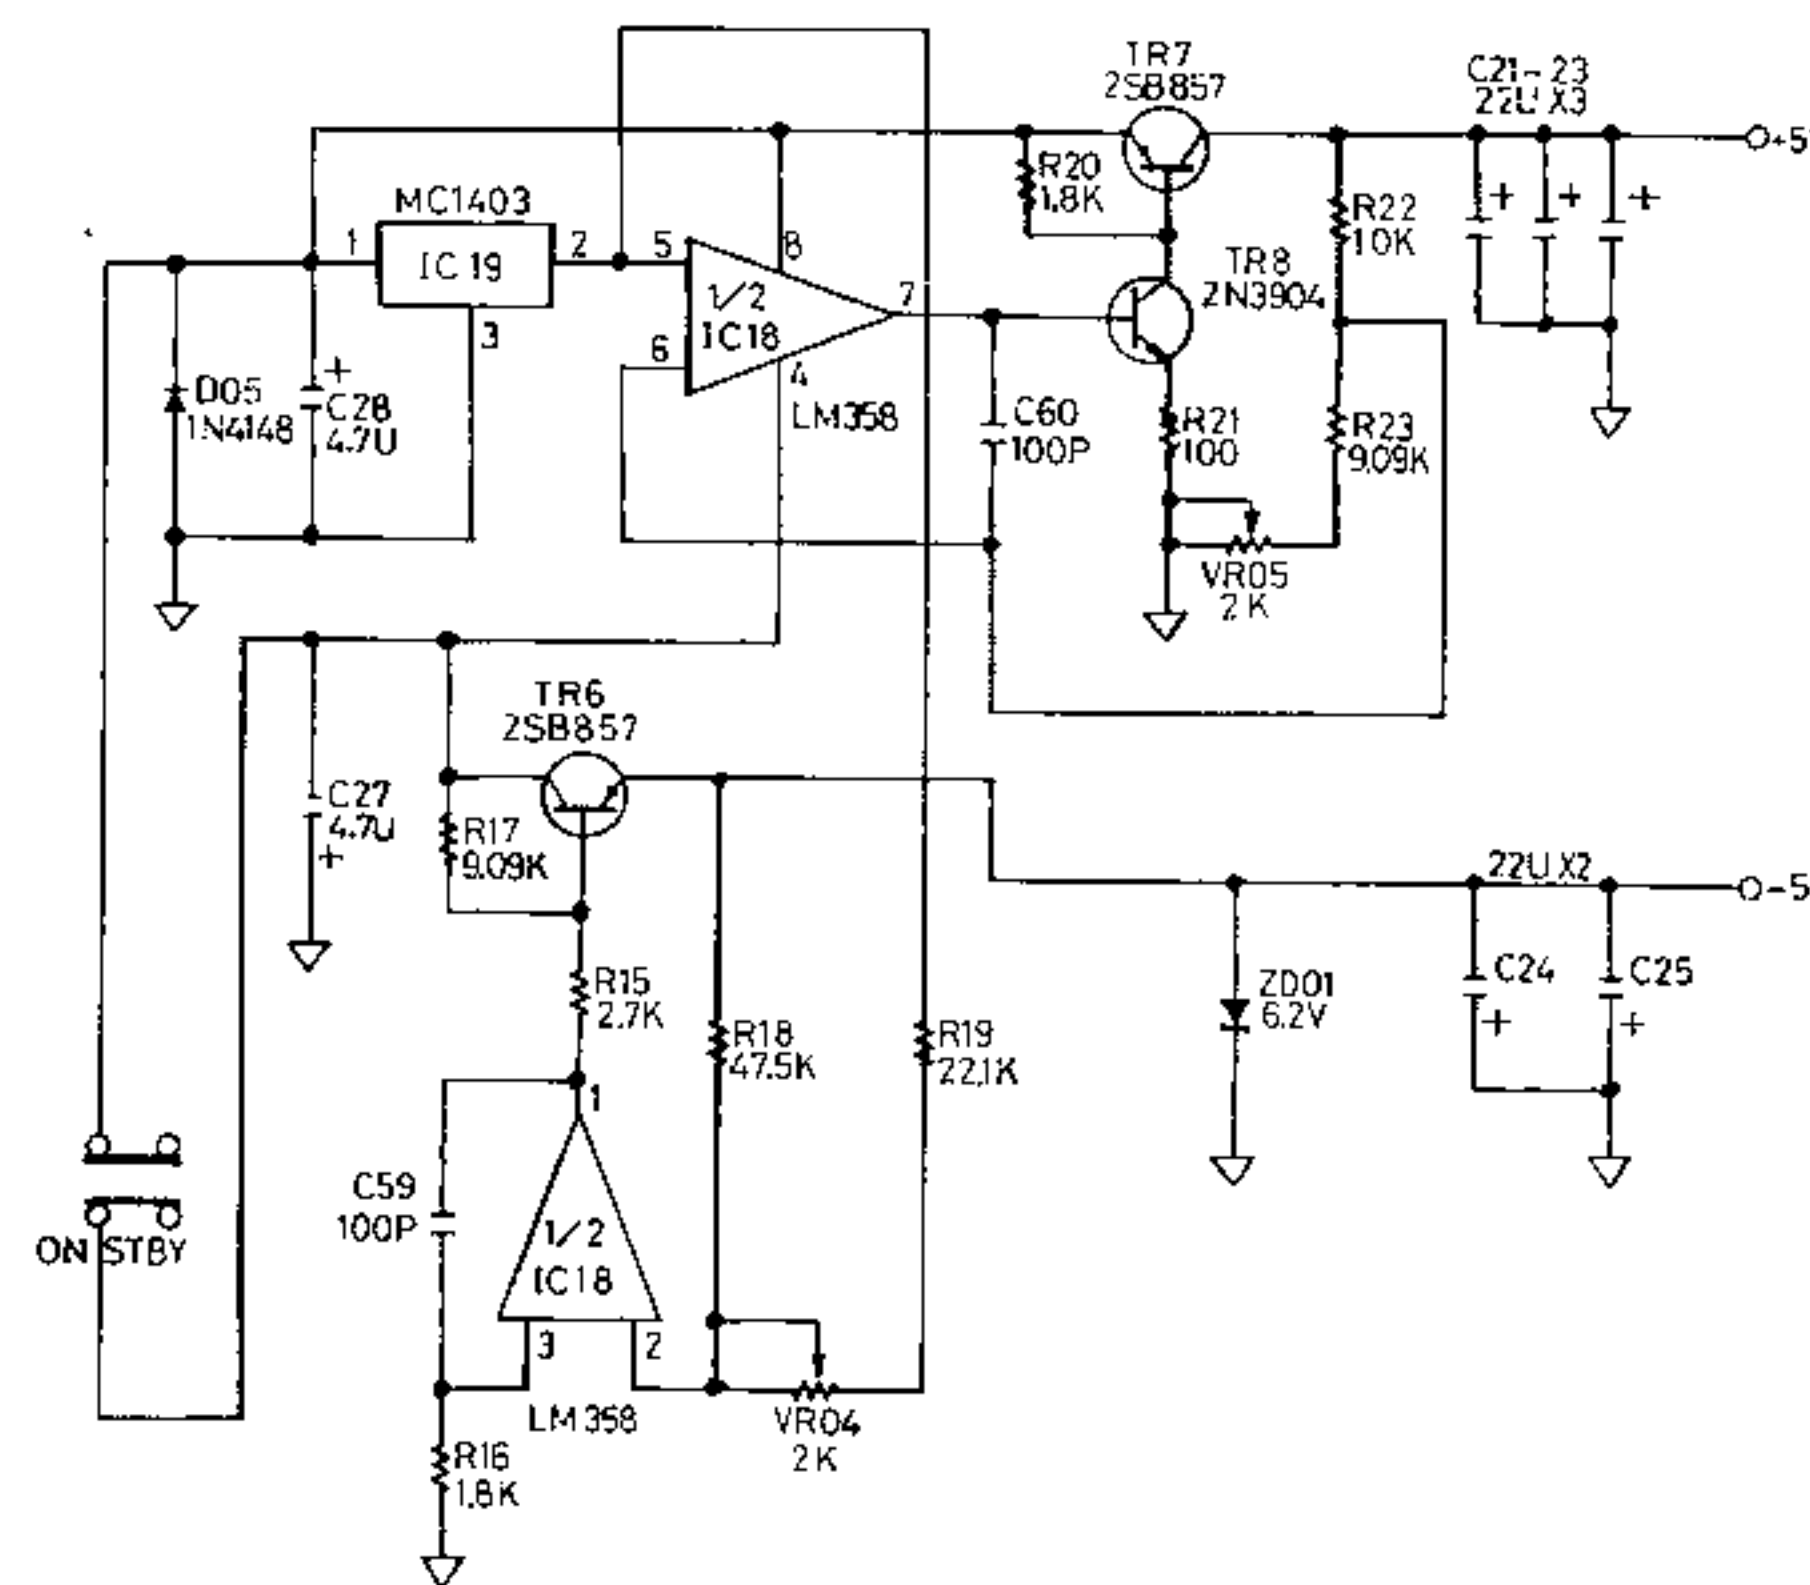 TR7
2SB857
C21-23
22U X3
+5
R20
1.8K
MC1403
1
2
5
8
IC19
3
1/2
IC18
7
6
4
LM358
TR8
2N3904
R22
10K
D05
1N4148
+
C28
4.7U
C60
100P
R21
100
R23
9.09K
+
+
+
VR05
2K
TR6
2SB857
C27
4.7U
+
R17
9.09K
22U X2
-5
R15
2.7K
R18
47.5K
R19
22.1K
ZD01
6.2V
C24
+
C25
+
1
C59
100P
1/2
IC18
3
2
ON STBY
LM358
VR04
2K
R16
1.8K